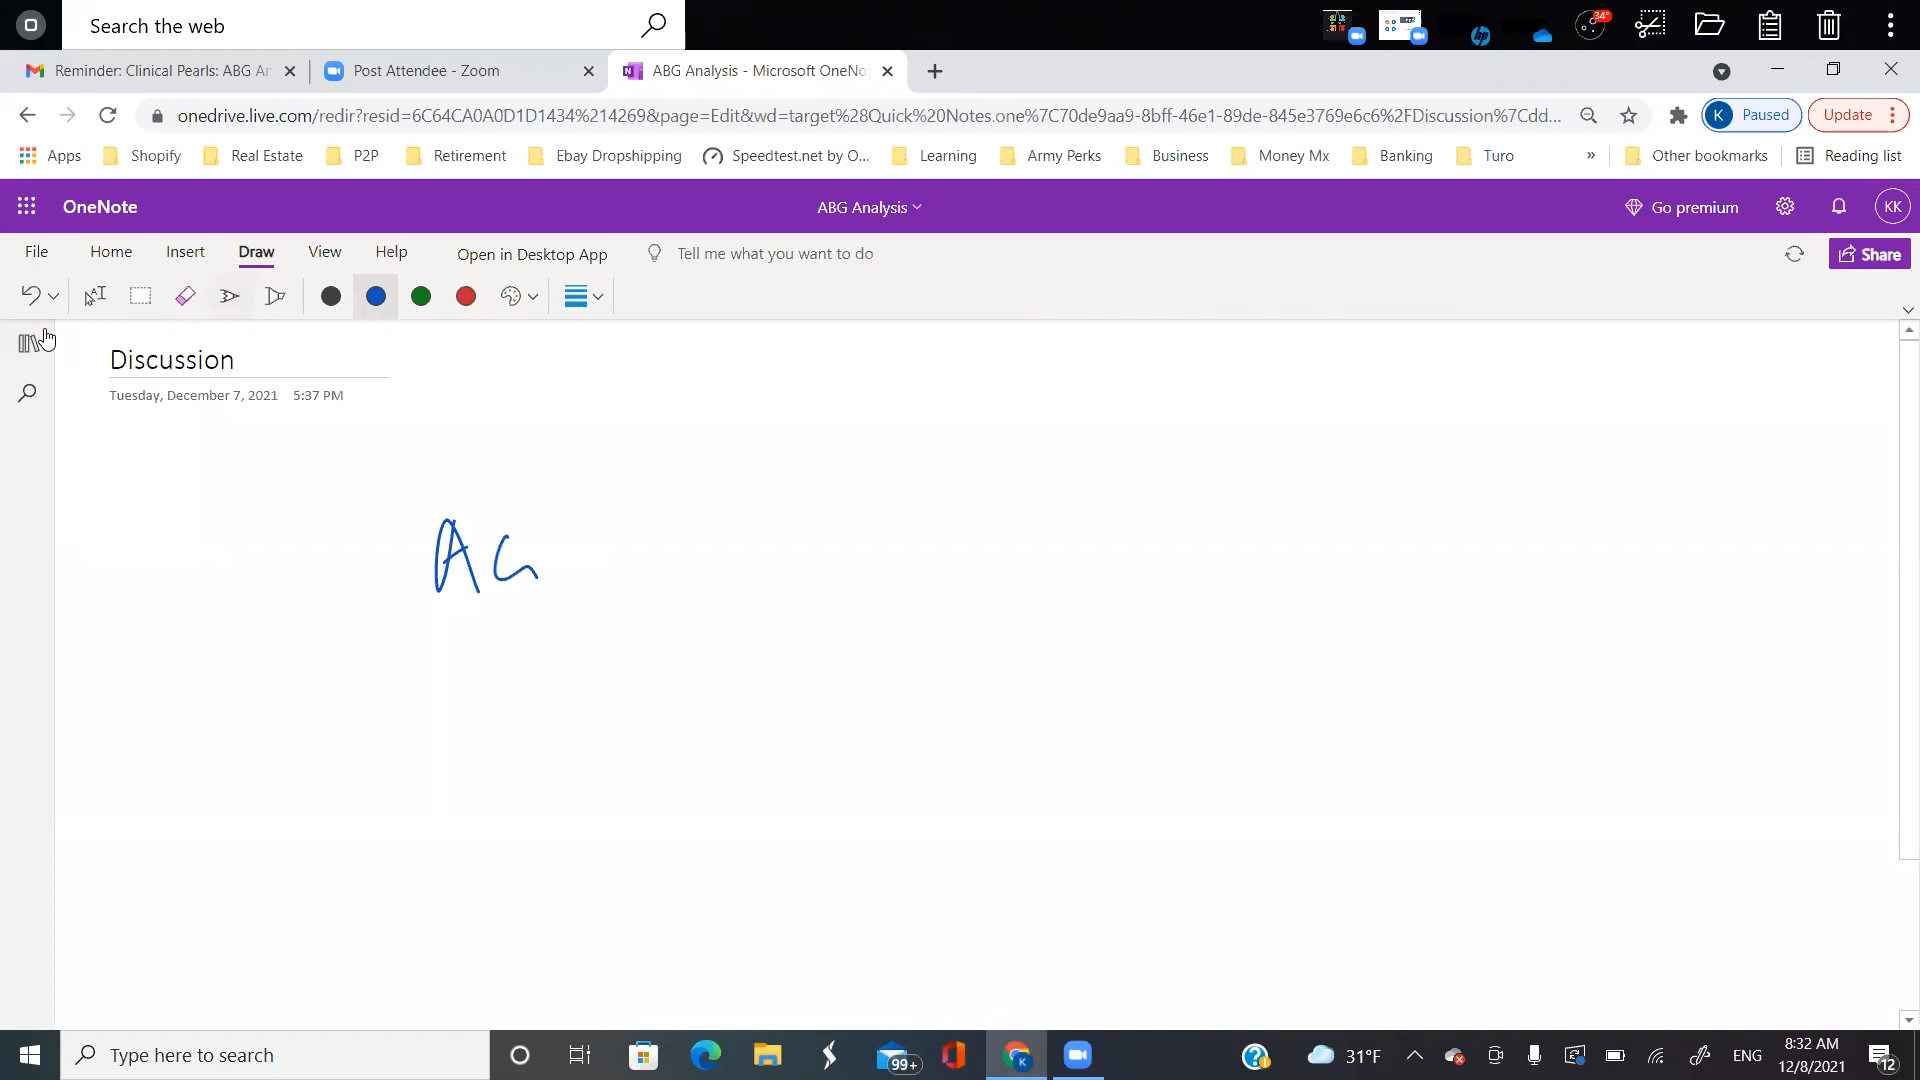 Search the web
34°
Reminder: Clinical Pearls: ABG Ar
Post Attendee - Zoom
ABG Analysis - Microsoft OneNo
onedrive.live.com/redir?resid=6C64CA0A0D1D1434%214269&page=Edit&wd=target%28Quick%20Notes.one%7C70de9aa9-8bff-46e1-89de-845e3769e6c6%2FDiscussion%7Cdd...
K Paused
Update
Apps Shopify Real Estate P2P Retirement Ebay Dropshipping Speedtest.net by O... Learning Army Perks Business Money Mx Banking Turo » Other bookmarks Reading list
OneNote
ABG Analysis
Go premium
KK
File Home Insert Draw View Help Open in Desktop App Tell me what you want to do
Share
Discussion
Tuesday, December 7, 2021 5:37 PM
AG
Type here to search
99+
31°F
ENG
8:32 AM
12/8/2021
12